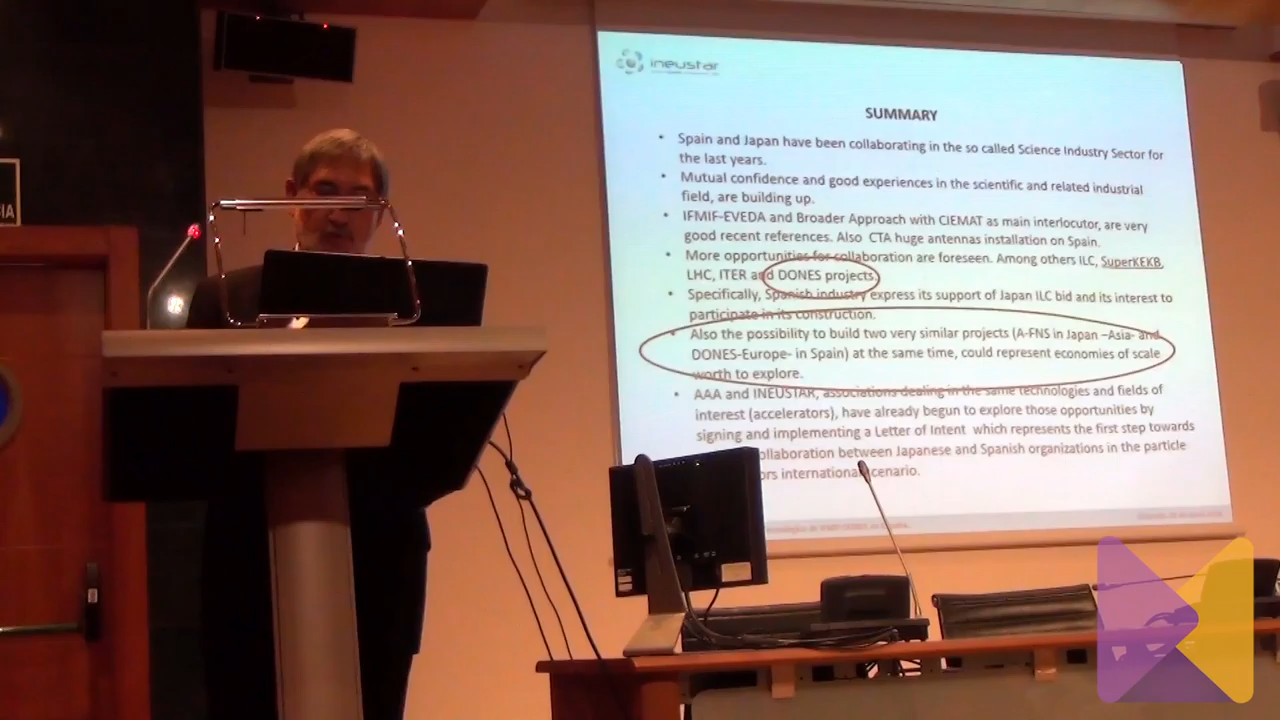 ineustar
SUMMARY
• Spain and Japan have been collaborating in the so called Science Industry Sector for
the last years.
• Mutual confidence and good experiences in the scientific and related industrial
field, are building up.
• IFMIF-EVEDA and Broader Approach with CIEMAT as main interlocutor, are very
good recent references. Also CTA huge antennas installation on Spain.
• More opportunities for collaboration are foreseen. Among others ILC, SuperKEKB,
LHC, ITER and DONES projects.
• Specifically, Spanish industry express its support of Japan ILC bid and its interest to
participate in its construction.
• Also the possibility to build two very similar projects (A-FNS in Japan –Asia- and
DONES-Europe- in Spain) at the same time, could represent economies of scale
worth to explore.
• AAA and INEUSTAR, associations dealing in the same technologies and fields of
interest (accelerators), have already begun to explore those opportunities by
signing and implementing a Letter of Intent which represents the first step towards
ollaboration between Japanese and Spanish organizations in the particle
ors international scenario.
IA